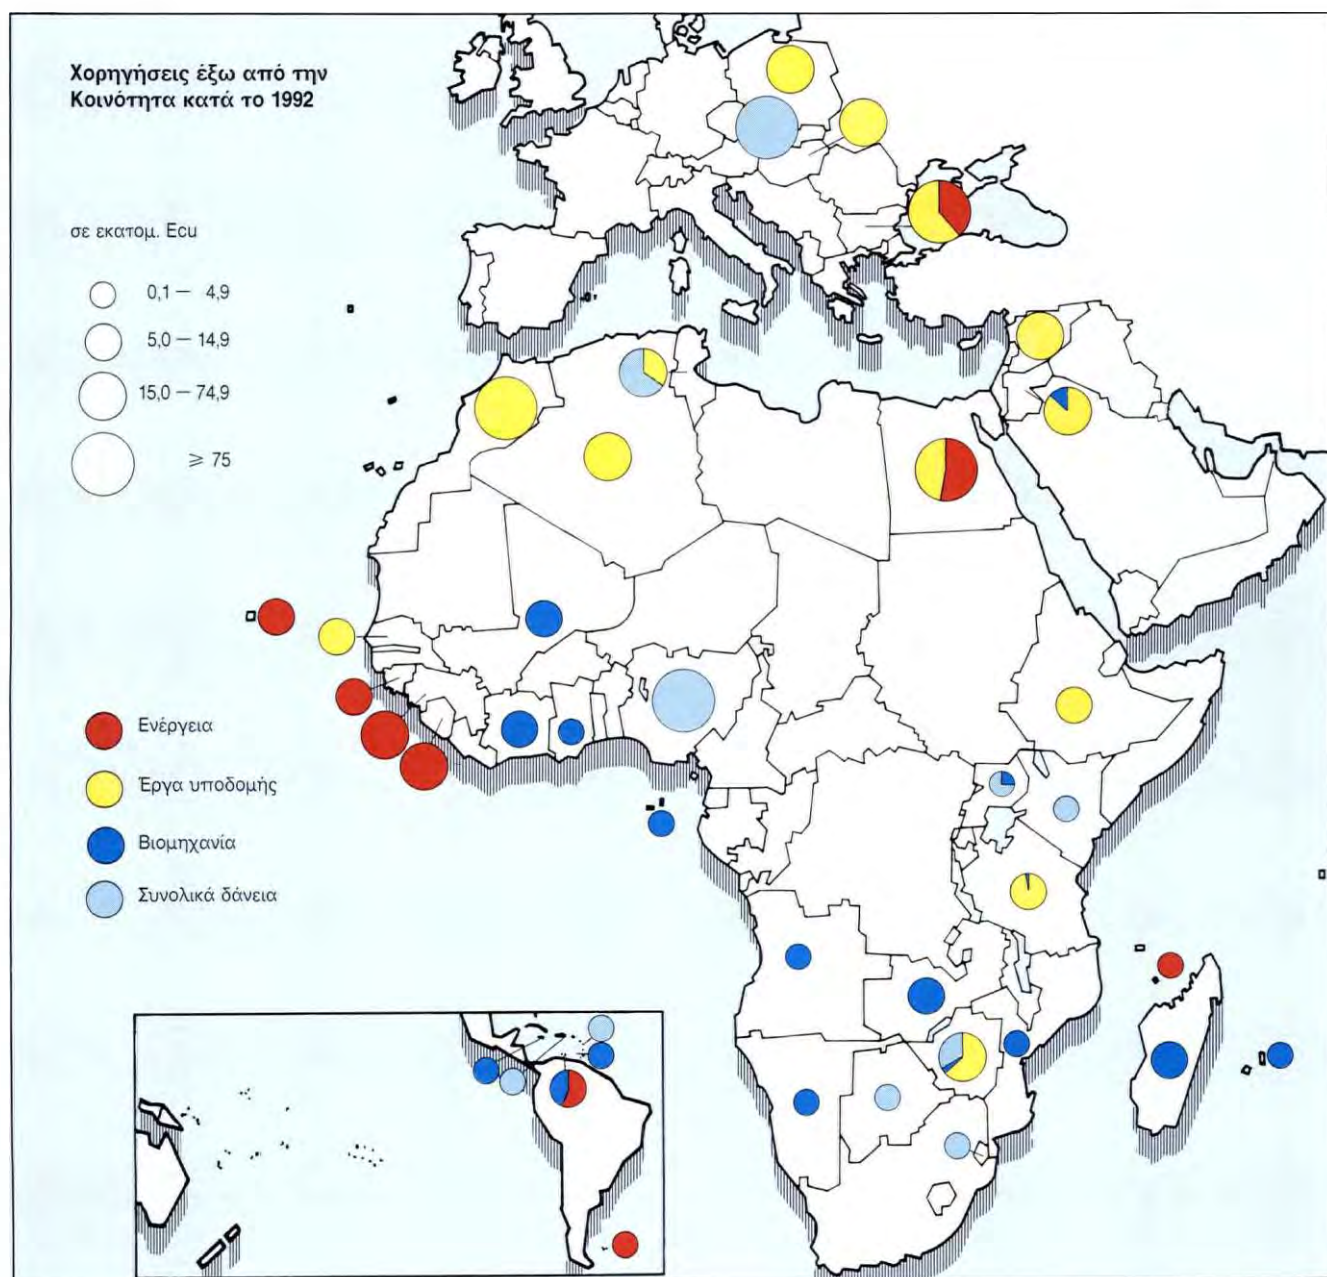 Χορηγήσεις έξω από την
Κοινότητα κατά το 1992
σε εκατομ. Ecu
0,1 — 4,9
5,0 — 14,9
15,0 — 74,9
⩾ 75
Ενέργεια
Έργα υποδομής
Βιομηχανία
Συνολικά δάνεια